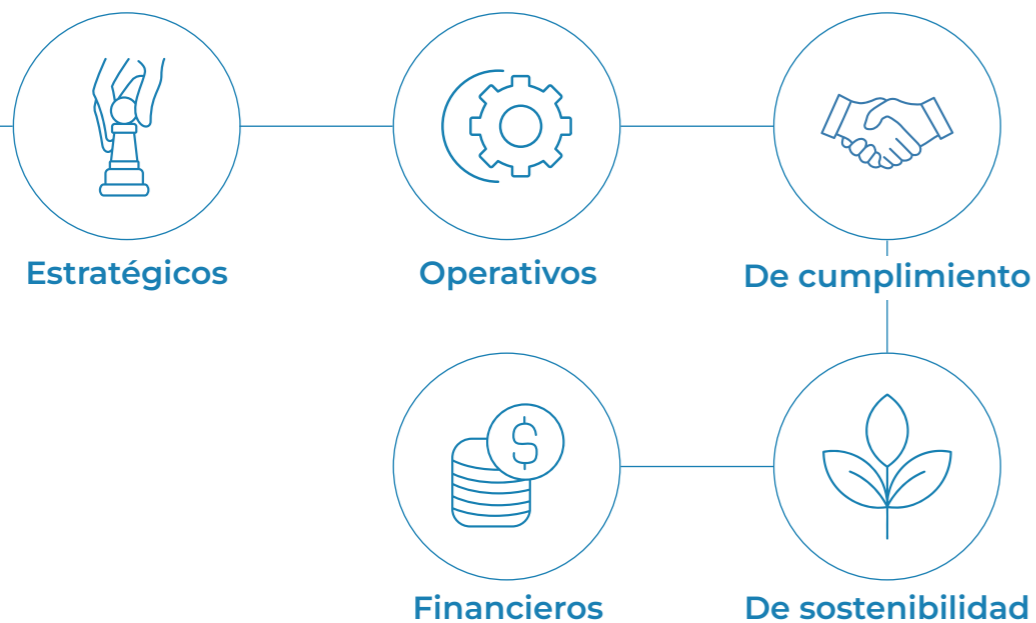 Estratégicos
Operativos
De cumplimiento
$
Financieros
De sostenibilidad